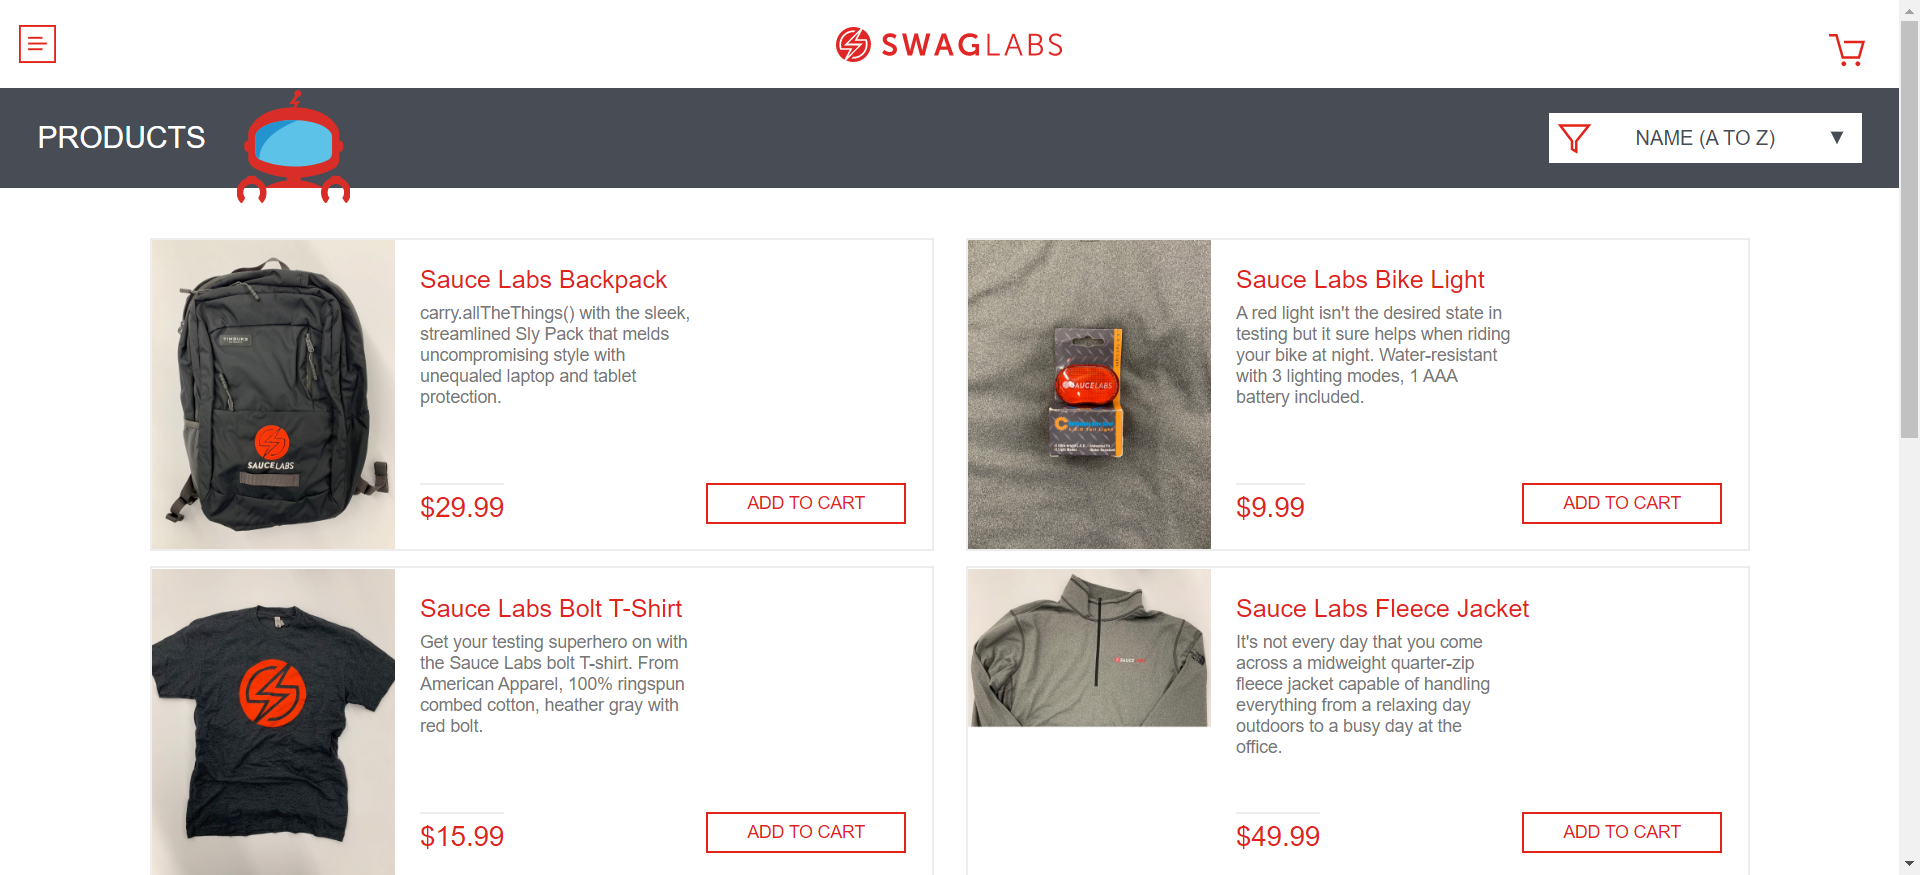 SWAGLABS
PRODUCTS
NAME (A TO Z)
Sauce Labs Backpack
carry.allTheThings() with the sleek,
streamlined Sly Pack that melds
uncompromising style with
unequaled laptop and tablet
protection.
$29.99
ADD TO CART
SAUCELABS
Sauce Labs Bike Light
A red light isn't the desired state in
testing but it sure helps when riding
your bike at night. Water-resistant
with 3 lighting modes, 1 AAA
battery included.
$9.99
ADD TO CART
SAUCELABS
Sauce Labs Bolt T-Shirt
Get your testing superhero on with
the Sauce Labs bolt T-shirt. From
American Apparel, 100% ringspun
combed cotton, heather gray with
red bolt.
$15.99
ADD TO CART
Sauce Labs Fleece Jacket
It's not every day that you come
across a midweight quarter-zip
fleece jacket capable of handling
everything from a relaxing day
outdoors to a busy day at the
office.
$49.99
ADD TO CART